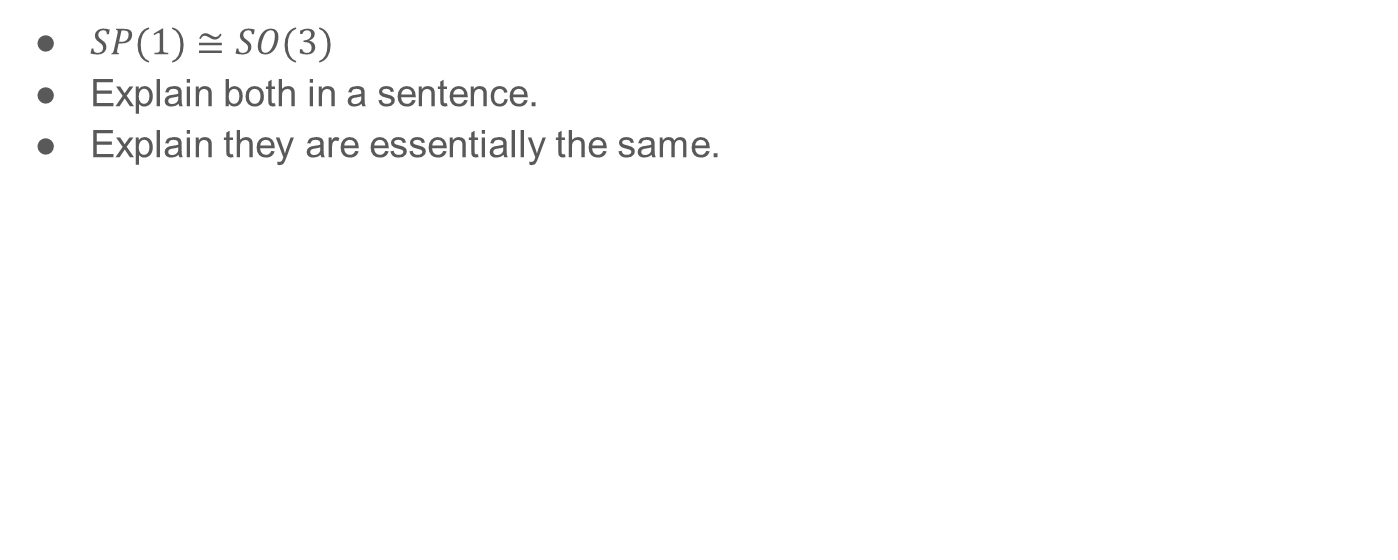 ● SP(1) ≅ SO(3)
● Explain both in a sentence.
● Explain they are essentially the same.